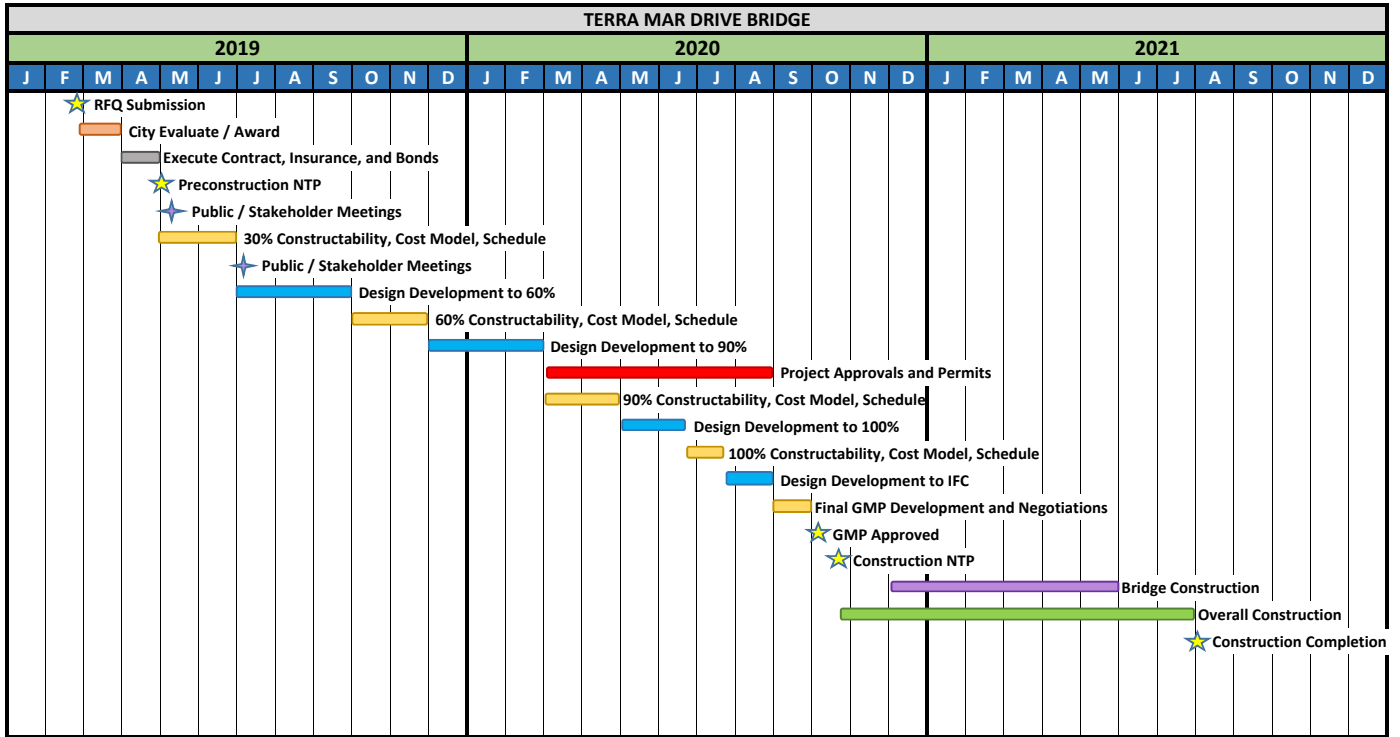 TERRA MAR DRIVE BRIDGE
2019 2020 2021
J F M A M J J A S O N D J F M A M J J A S O N D J F M A M J J A S O N D
RFQ Submission
City Evaluate / Award
Execute Contract, Insurance, and Bonds
Preconstruction NTP
Public / Stakeholder Meetings
30% Constructability, Cost Model, Schedule
Public / Stakeholder Meetings
Design Development to 60%
60% Constructability, Cost Model, Schedule
Design Development to 90%
Project Approvals and Permits
90% Constructability, Cost Model, Schedule
Design Development to 100%
100% Constructability, Cost Model, Schedule
Design Development to IFC
Final GMP Development and Negotiations
GMP Approved
Construction NTP
Bridge Construction
Overall Construction
Construction Completion